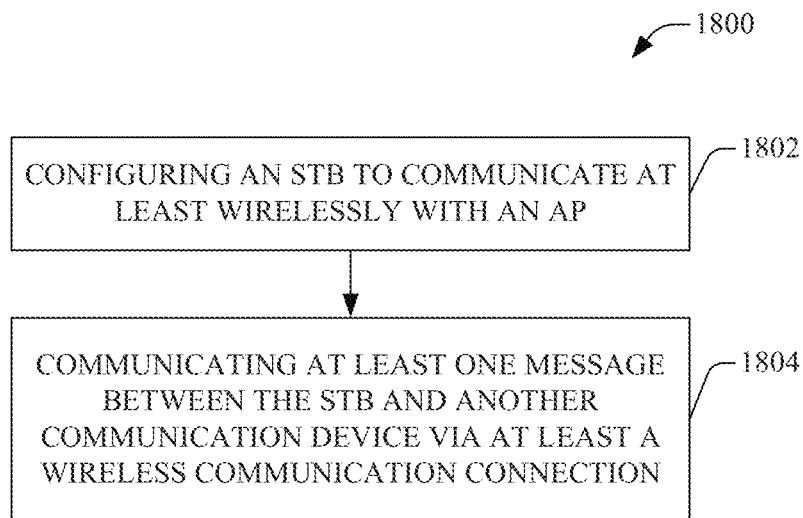 1800
CONFIGURING AN STB TO COMMUNICATE AT
LEAST WIRELESSLY WITH AN AP
1802
COMMUNICATING AT LEAST ONE MESSAGE
BETWEEN THE STB AND ANOTHER
COMMUNICATION DEVICE VIA AT LEAST A
WIRELESS COMMUNICATION CONNECTION
1804